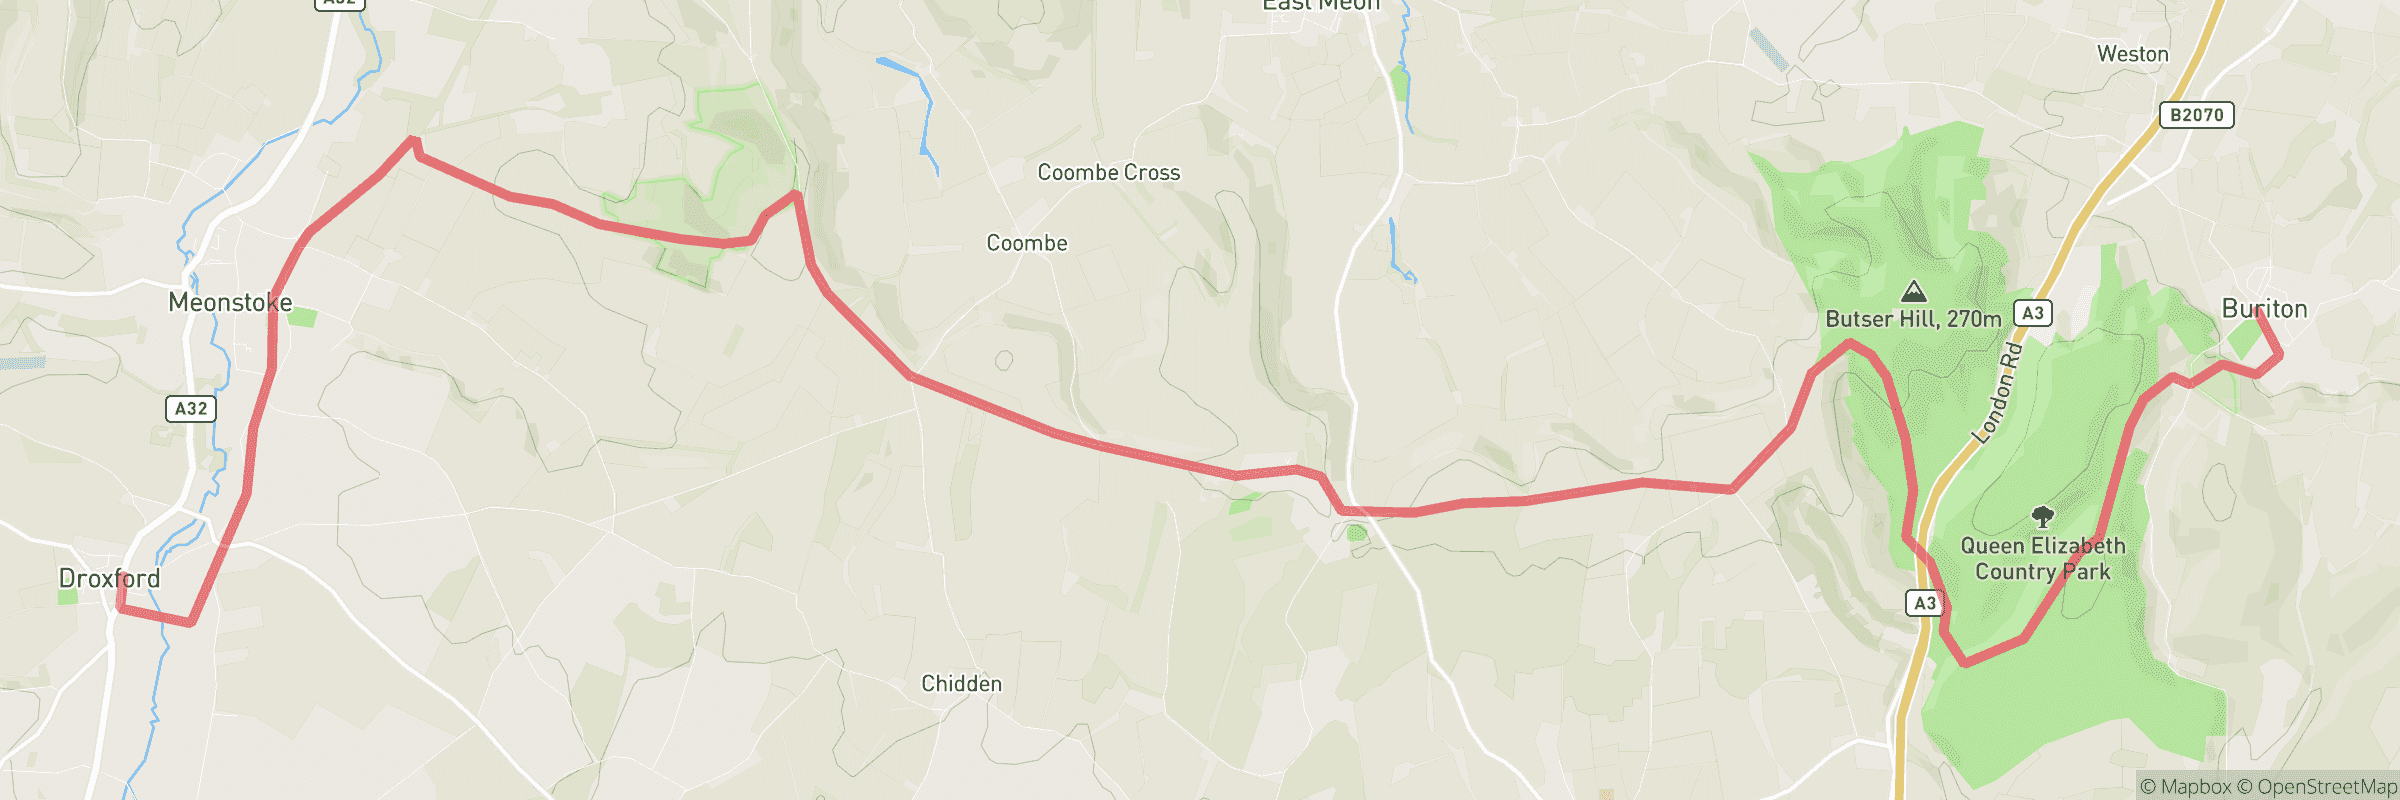 A32
East Meon
Weston
B2070
Coombe Cross
Coombe
Meonstoke
Butser Hill, 270m
A3
Buriton
London Rd
A32
Queen Elizabeth
Country Park
Droxford
A3
Chidden
© Mapbox © OpenStreetMap